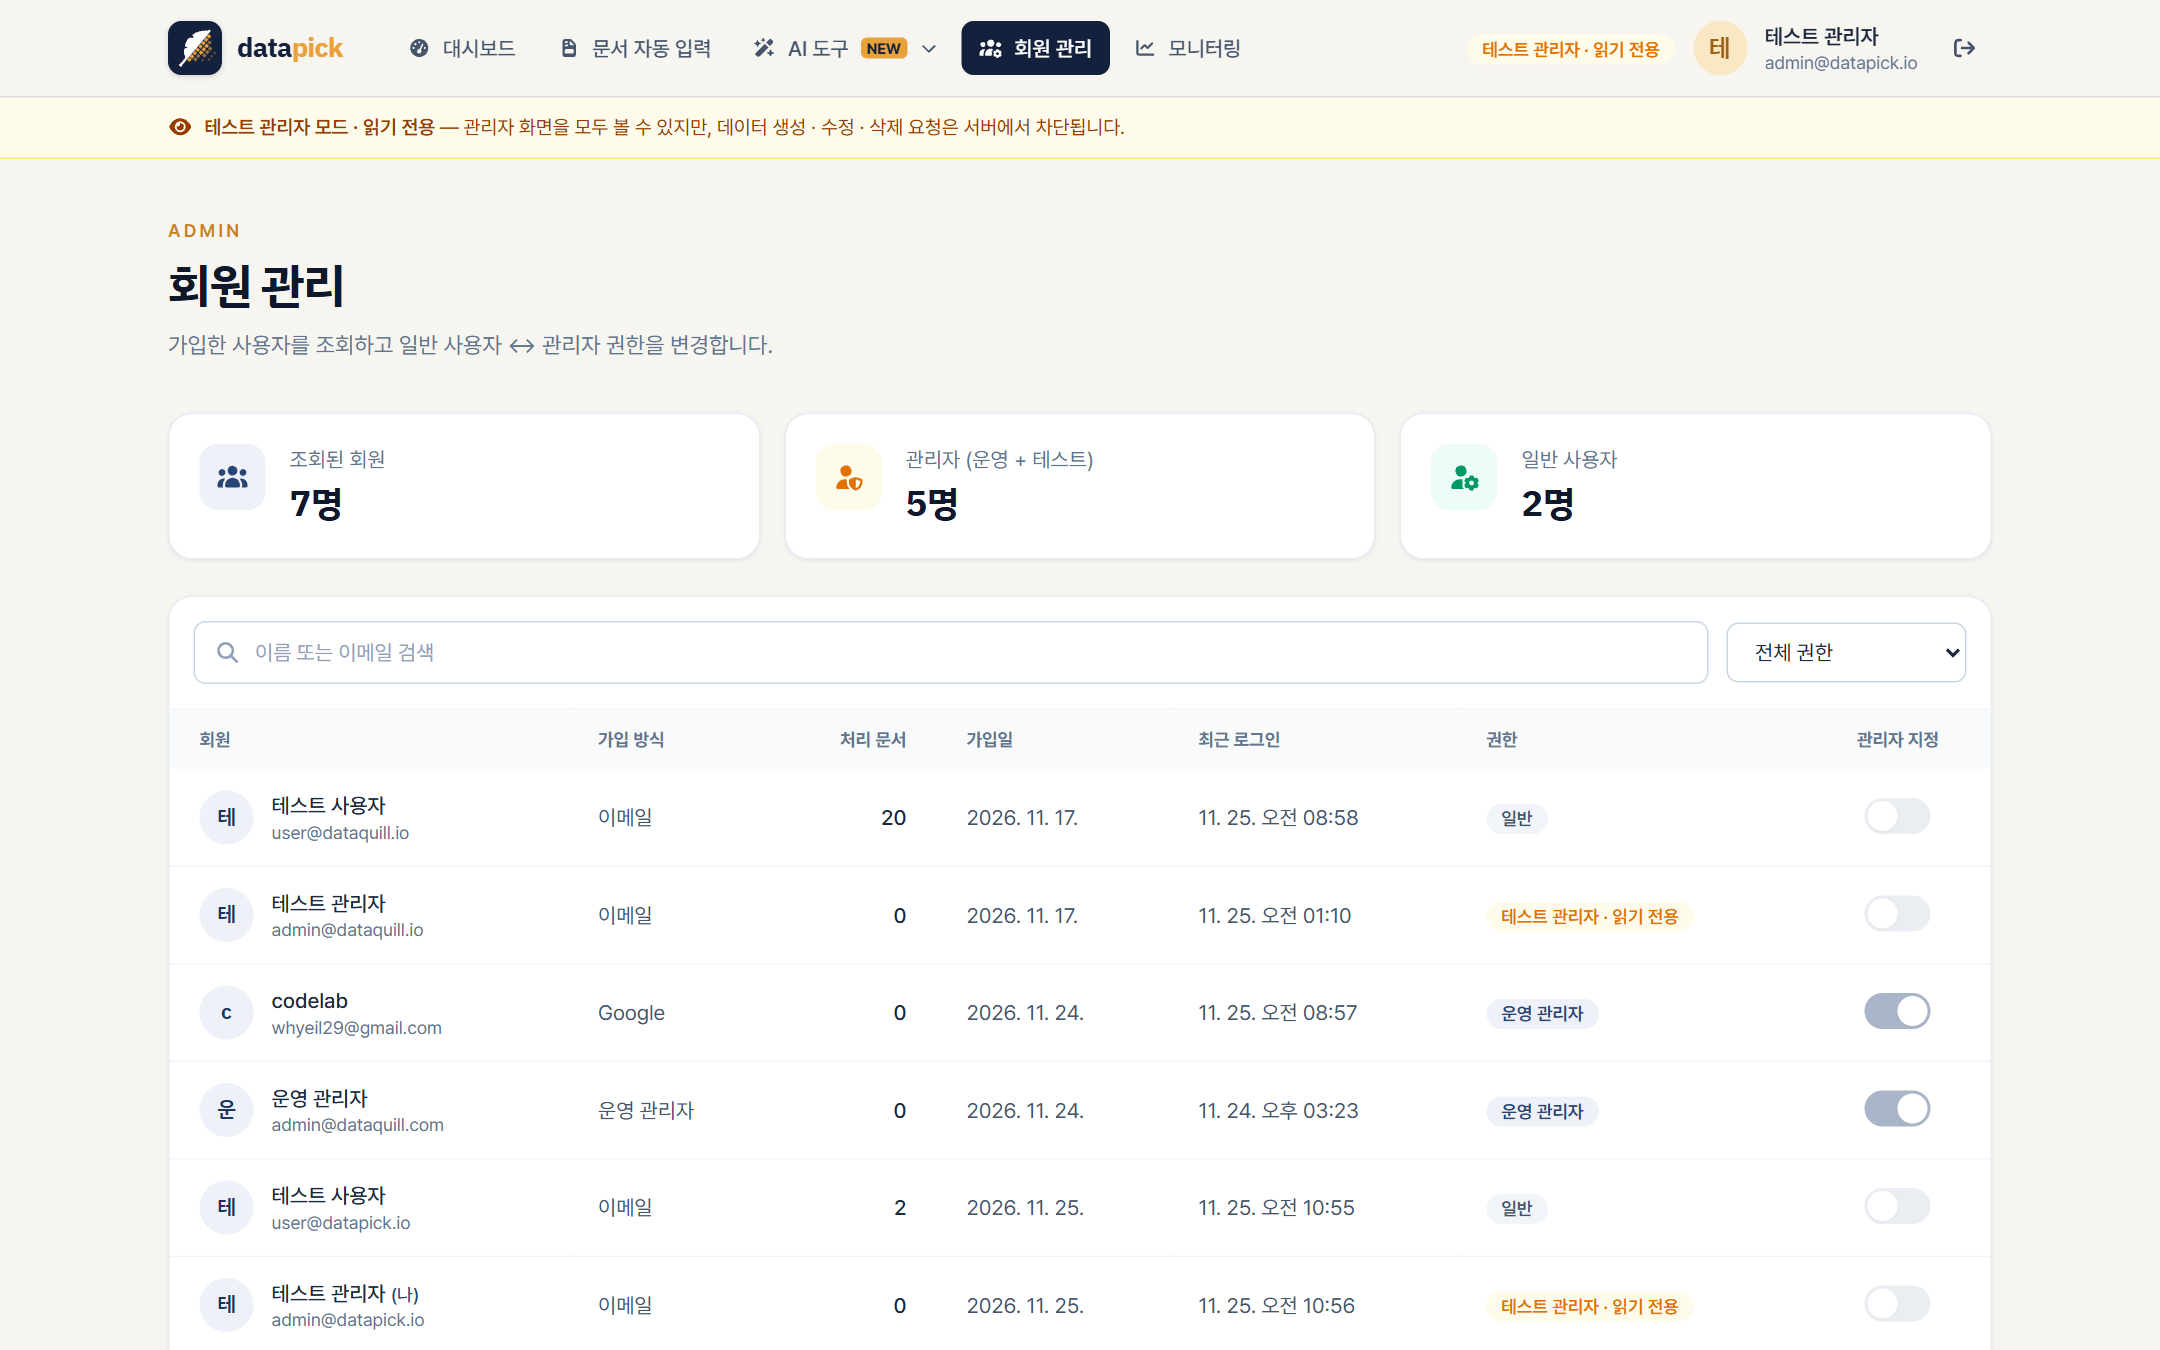 datapick
대시보드
문서 자동 입력
AI 도구 NEW
회원 관리
모니터링
테스트 관리자 · 읽기 전용
테
테스트 관리자
admin@datapick.io
테스트 관리자 모드 · 읽기 전용 — 관리자 화면을 모두 볼 수 있지만, 데이터 생성 · 수정 · 삭제 요청은 서버에서 차단됩니다.
ADMIN
회원 관리
가입한 사용자를 조회하고 일반 사용자 ↔ 관리자 권한을 변경합니다.
조회된 회원
7명
관리자 (운영 + 테스트)
5명
일반 사용자
2명
이름 또는 이메일 검색
전체 권한
회원 가입 방식 처리 문서 가입일 최근 로그인 권한 관리자 지정
테 테스트 사용자 이메일 20 2026. 11. 17. 11. 25. 오전 08:58 일반
user@dataquill.io
테 테스트 관리자 이메일 0 2026. 11. 17. 11. 25. 오전 01:10 테스트 관리자 · 읽기 전용
admin@dataquill.io
c codelab Google 0 2026. 11. 24. 11. 25. 오전 08:57 운영 관리자
whyeil29@gmail.com
운 운영 관리자 운영 관리자 0 2026. 11. 24. 11. 24. 오후 03:23 운영 관리자
admin@dataquill.com
테 테스트 사용자 이메일 2 2026. 11. 25. 11. 25. 오전 10:55 일반
user@datapick.io
테 테스트 관리자 (나) 이메일 0 2026. 11. 25. 11. 25. 오전 10:56 테스트 관리자 · 읽기 전용
admin@datapick.io